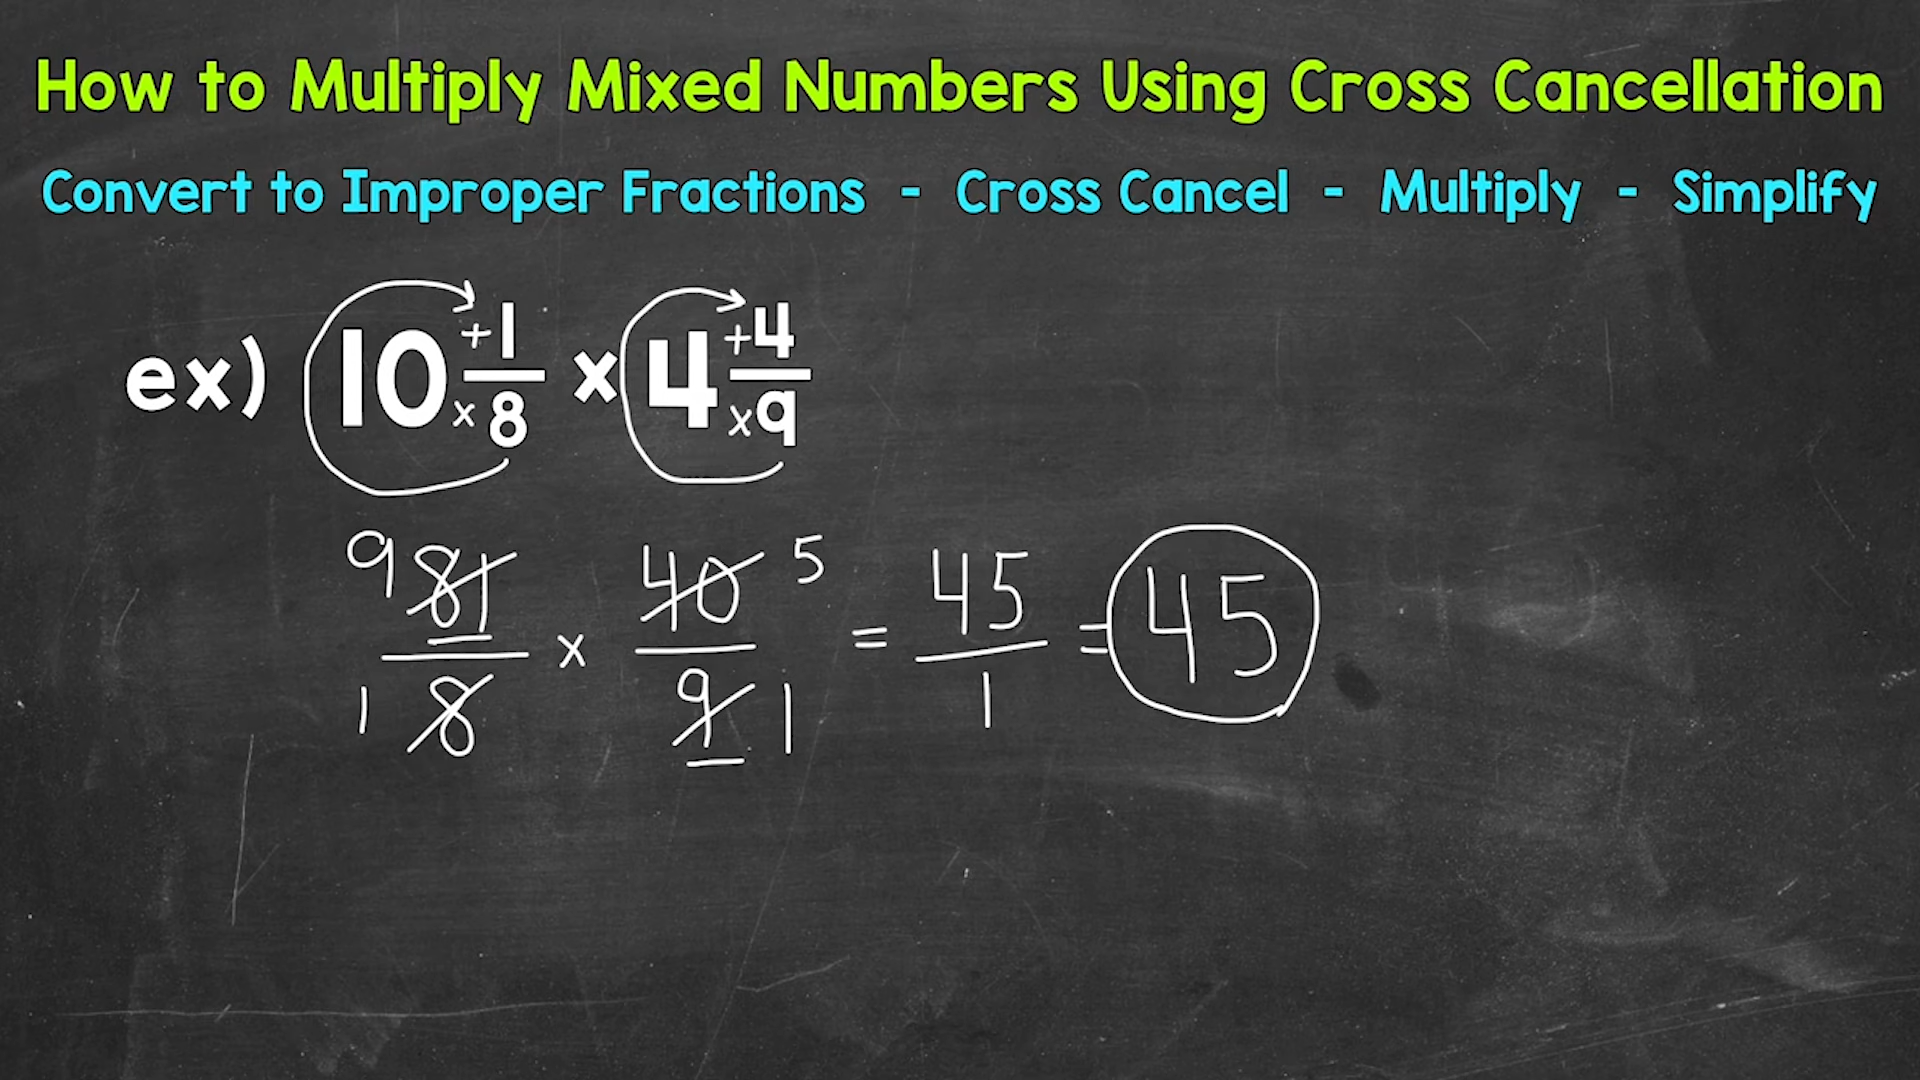 How to Multiply Mixed Numbers Using Cross Cancellation
Convert to Improper Fractions - Cross Cancel - Multiply - Simplify
ex) 10 +1/×8 × 4 +4/×9
9 81/1 8 × 40 5/9 1 = 45/1 = 45